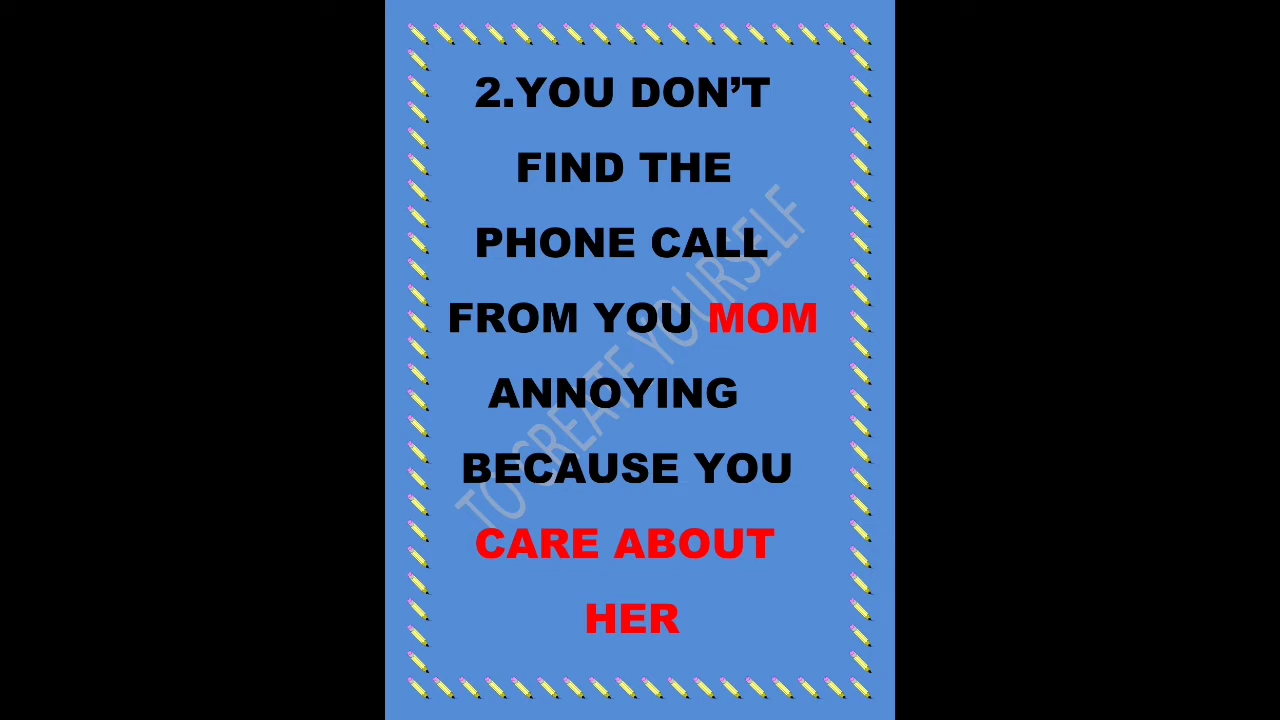 2.YOU DON’T
FIND THE
PHONE CALL
FROM YOU MOM
ANNOYING
BECAUSE YOU
CARE ABOUT
HER
TO CREATE YOURSELF